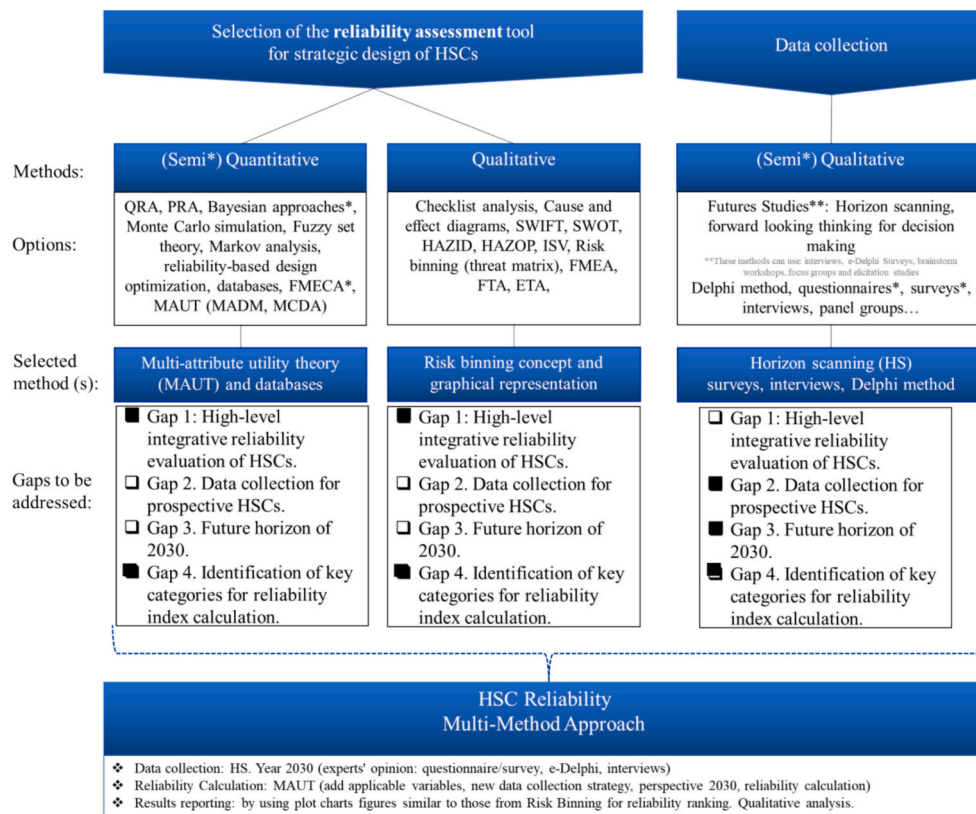 Selection of the reliability assessment tool
for strategic design of HSCs
Data collection
Methods:
(Semi*) Quantitative
Qualitative
(Semi*) Qualitative
Options:
QRA, PRA, Bayesian approaches*,
Monte Carlo simulation, Fuzzy set
theory, Markov analysis,
reliability-based design
optimization, databases, FMECA*,
MAUT (MADM, MCDA)
Checklist analysis, Cause and
effect diagrams, SWIFT, SWOT,
HAZID, HAZOP, ISV, Risk
binning (threat matrix), FMEA,
FTA, ETA,
Futures Studies**: Horizon scanning,
forward looking thinking for decision
making
**These methods can use: interviews, e-Delphi Surveys, brainstorm
workshops, focus groups and elicitation studies
Delphi method, questionnaires*, surveys*,
interviews, panel groups…
Selected
method (s):
Multi-attribute utility theory
(MAUT) and databases
Risk binning concept and
graphical representation
Horizon scanning (HS)
surveys, interviews, Delphi method
Gaps to be
addressed:
Gap 1: High-level
integrative reliability
evaluation of HSCs.
Gap 2. Data collection for
prospective HSCs.
Gap 3. Future horizon of
2030.
Gap 4. Identification of key
categories for reliability
index calculation.
Gap 1: High-level
integrative reliability
evaluation of HSCs.
Gap 2. Data collection for
prospective HSCs.
Gap 3. Future horizon of
2030.
Gap 4. Identification of key
categories for reliability
index calculation.
Gap 1: High-level
integrative reliability
evaluation of HSCs.
Gap 2. Data collection for
prospective HSCs.
Gap 3. Future horizon of
2030.
Gap 4. Identification of key
categories for reliability
index calculation.
HSC Reliability
Multi-Method Approach
❖ Data collection: HS. Year 2030 (experts' opinion: questionnaire/survey, e-Delphi, interviews)
❖ Reliability Calculation: MAUT (add applicable variables, new data collection strategy, perspective 2030, reliability calculation)
❖ Results reporting: by using plot charts figures similar to those from Risk Binning for reliability ranking. Qualitative analysis.